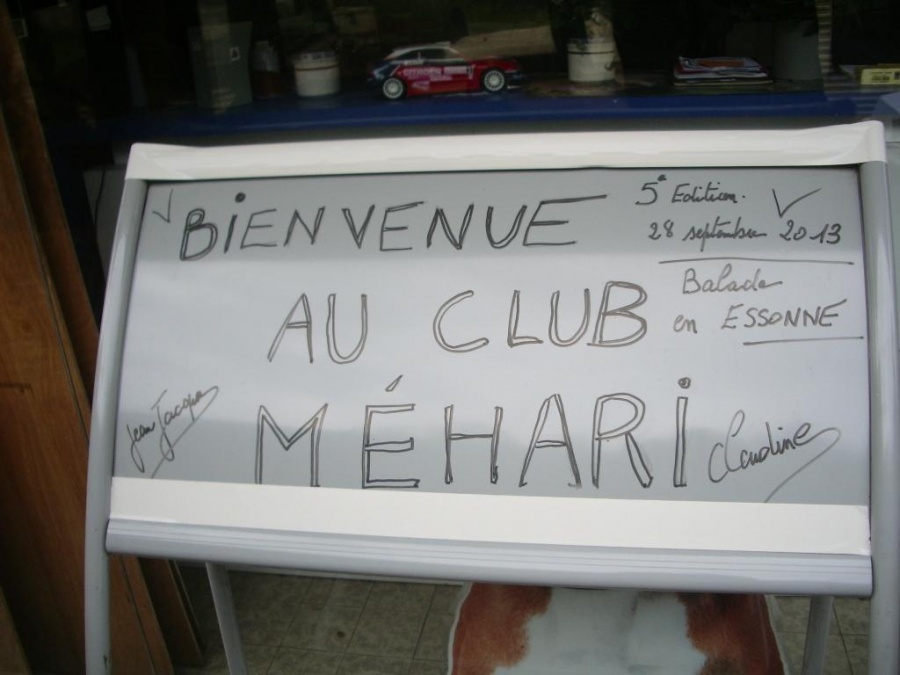 BIENVENUE
5e Edition.
28 septembre 2013
AU CLUB
Balade
en ESSONNE
MÉHARI
Jean Jacques
Claudine